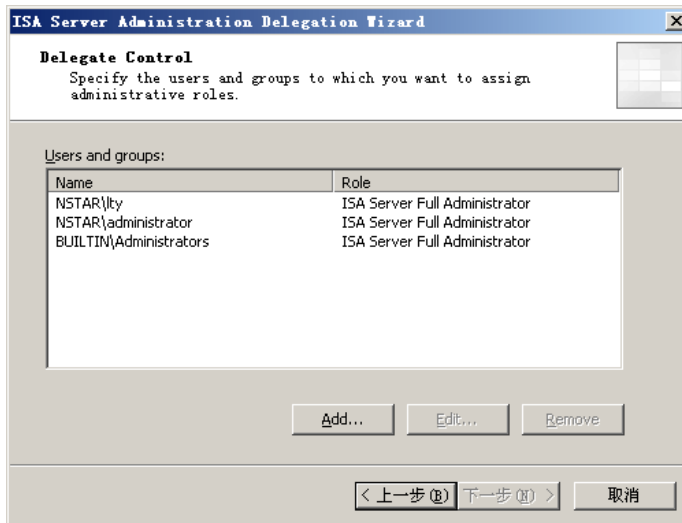 ISA Server Administration Delegation Wizard
Delegate Control
Specify the users and groups to which you want to assign
administrative roles.
Users and groups:
Name Role
NSTAR\lty ISA Server Full Administrator
NSTAR\administrator ISA Server Full Administrator
BUILTIN\Administrators ISA Server Full Administrator
Add... Edit... Remove
< 上一步(B) 下一步(N) > 取消